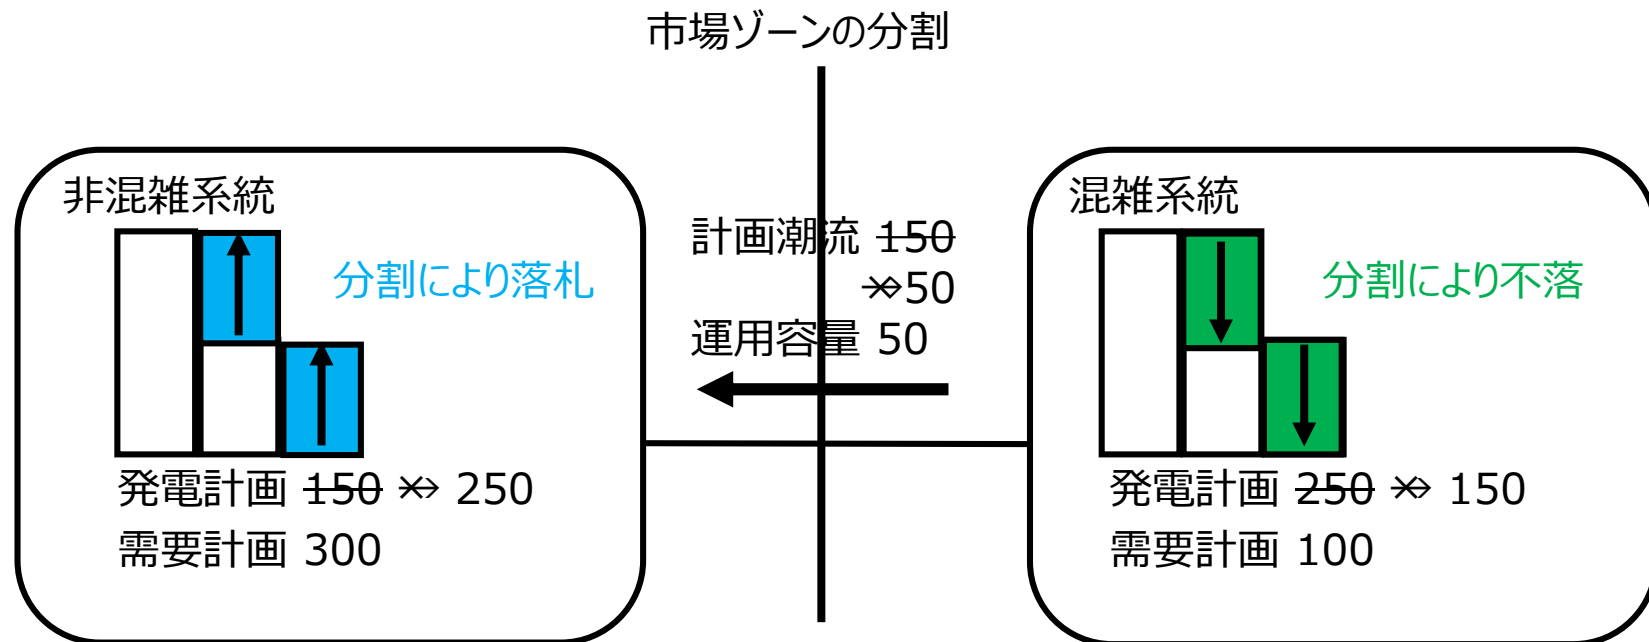 市場ゾーンの分割
非混雑系統
分割により落札
発電計画 150 ⇒ 250
需要計画 300
計画潮流 150
⇒50
運用容量 50
混雑系統
分割により不落
発電計画 250 ⇒ 150
需要計画 100